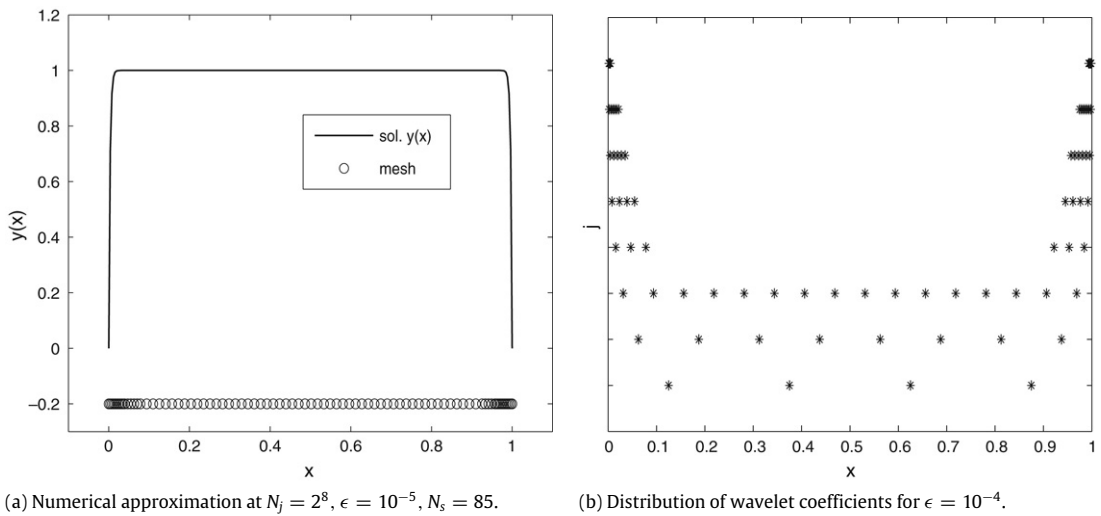 1.2
1
0.8
0.6
0.4
0.2
0
−0.2
y(x)
sol. y(x)
mesh
0 0.2 0.4 0.6 0.8 1
x
(a) Numerical approximation at N_j = 2^8, ϵ = 10^−5, N_s = 85.
j
0 0.1 0.2 0.3 0.4 0.5 0.6 0.7 0.8 0.9 1
x
(b) Distribution of wavelet coefficients for ϵ = 10^−4.